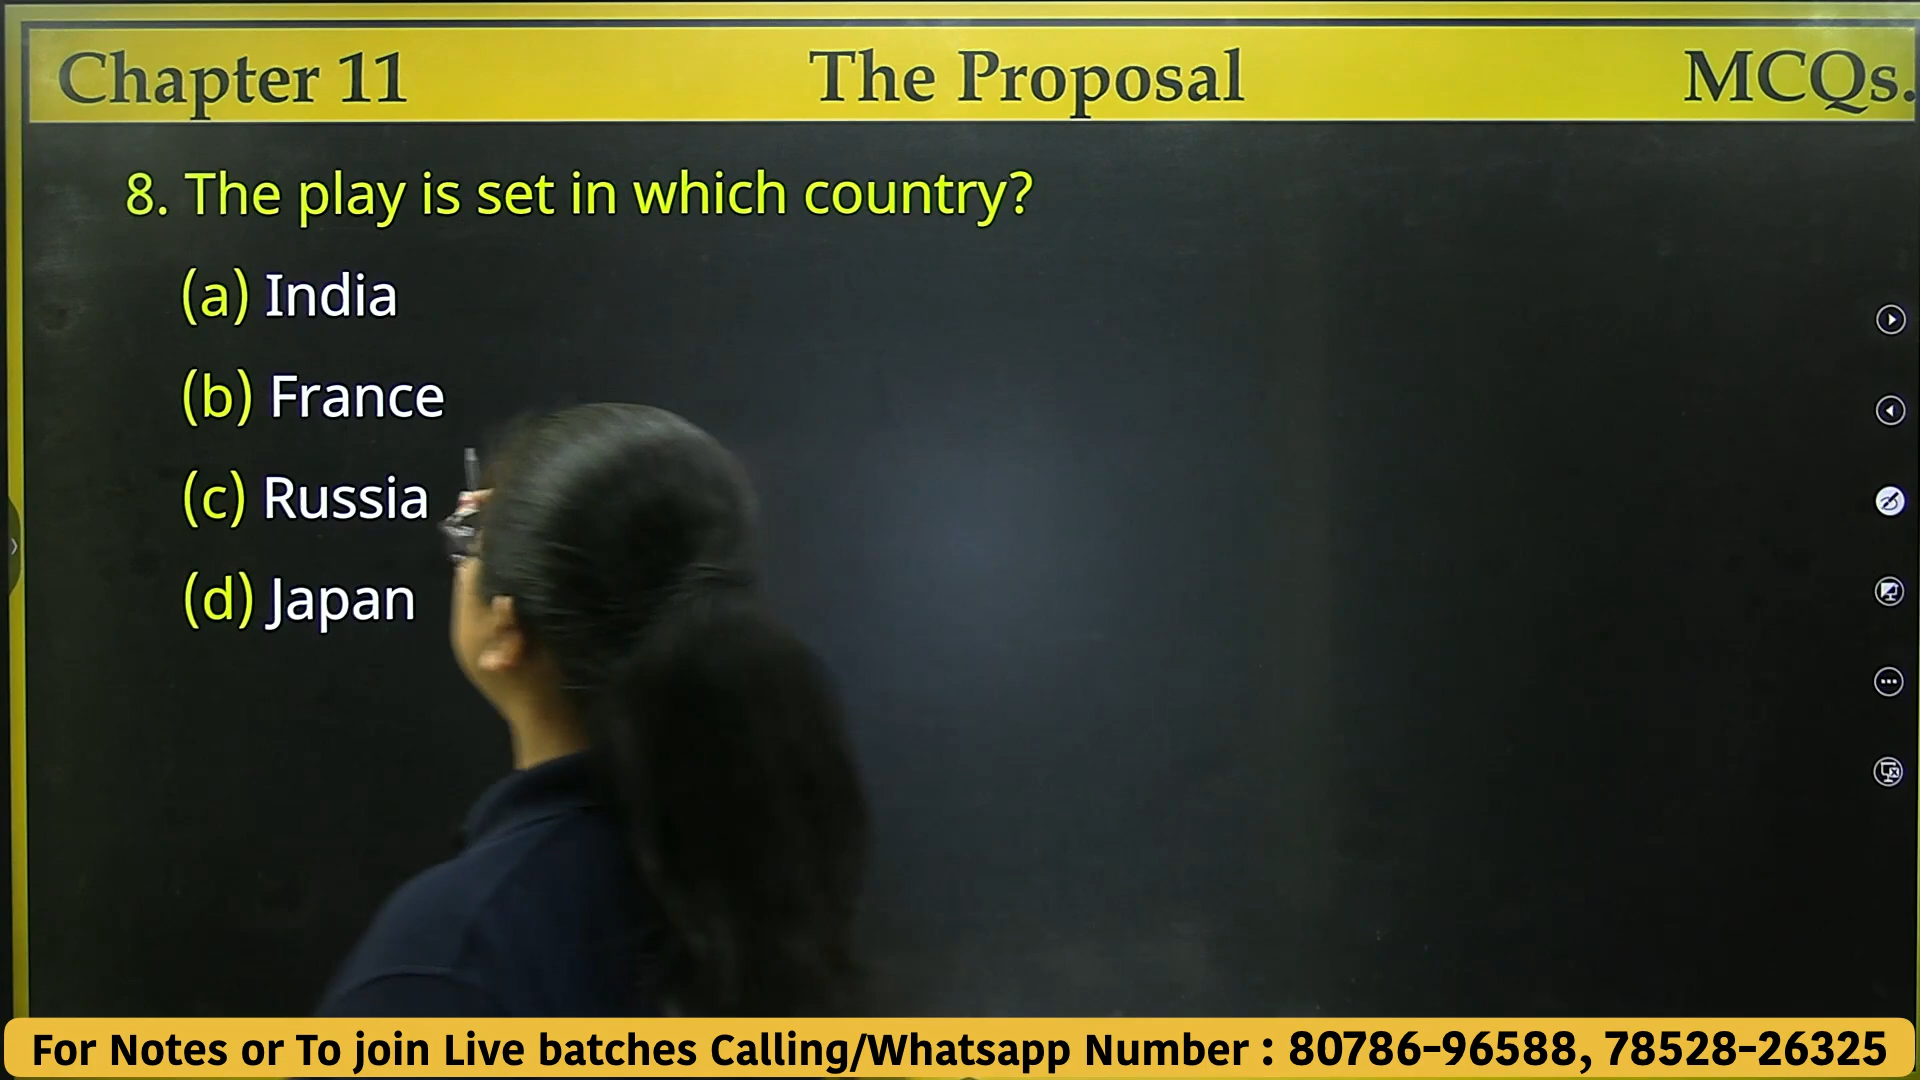 Chapter 11 The Proposal MCQs.
8. The play is set in which country?
(a) India
(b) France
(c) Russia
(d) Japan
For Notes or To join Live batches Calling/Whatsapp Number : 80786-96588, 78528-26325